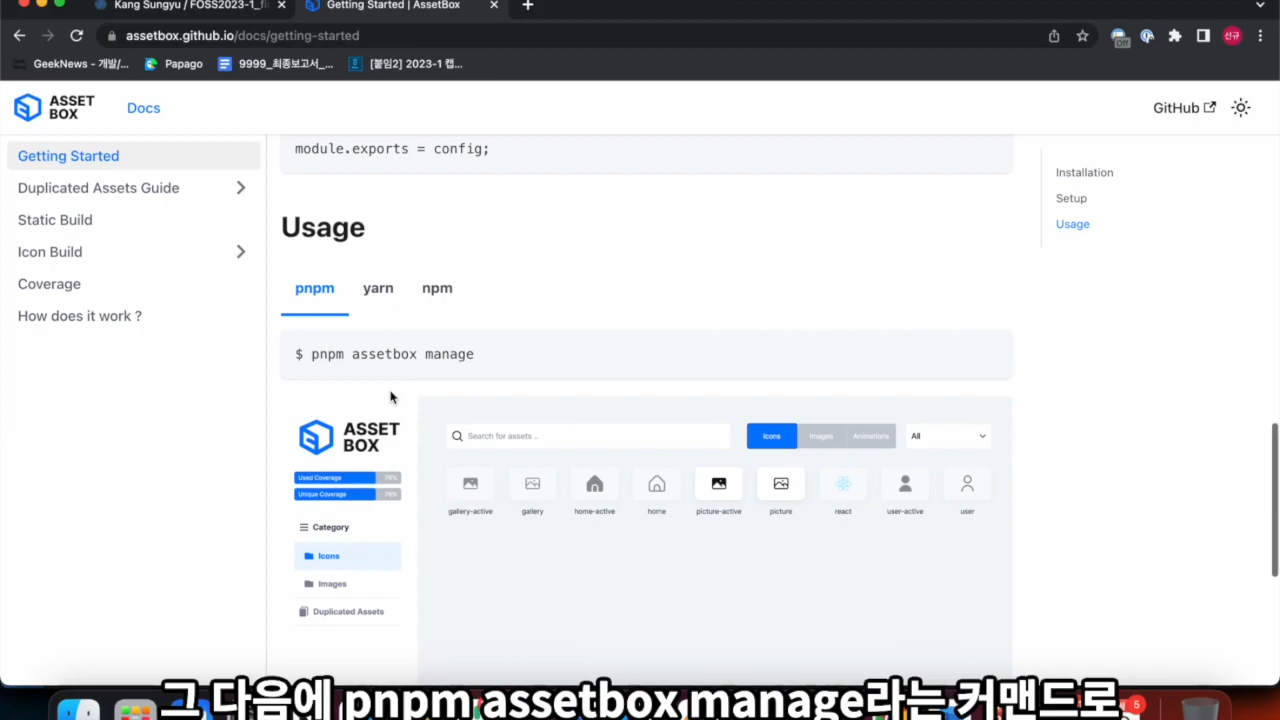 Kang Sungyu / FOSS2023-1_fi
Getting Started | AssetBox
assetbox.github.io/docs/getting-started
Off
선규
GeekNews - 개발/...
Papago
9999_최종보고서_...
[붙임2] 2023-1 캡...
ASSET
BOX
Docs
GitHub
Getting Started
Duplicated Assets Guide
Static Build
Icon Build
Coverage
How does it work ?
module.exports = config;
Usage
pnpm
yarn
npm
$ pnpm assetbox manage
ASSET
BOX
Used Coverage 76%
Unique Coverage 76%
Category
Icons
Images
Duplicated Assets
Search for assets ..
Icons
Images
Animations
All
gallery-active
gallery
home-active
home
picture-active
picture
react
user-active
user
Installation
Setup
Usage
그 다음에 pnpm assetbox manage라는 커맨드로
5